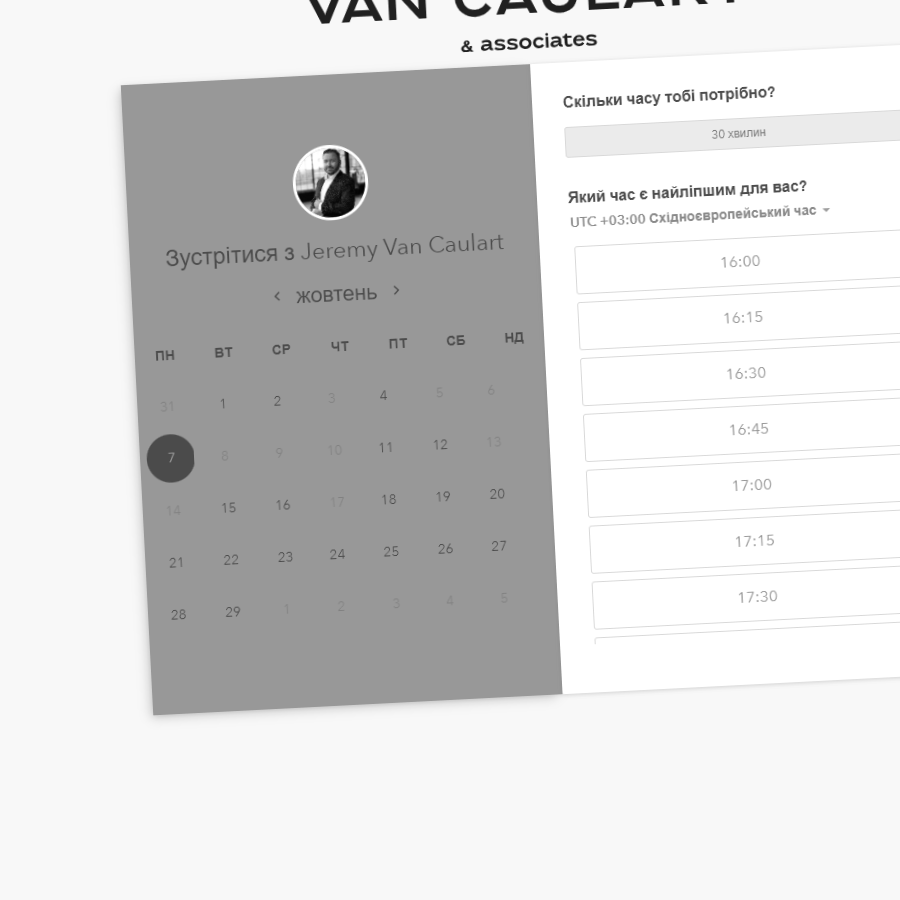 VAN CAULART
& associates
Зустрітися з Jeremy Van Caulart
‹ жовтень ›
ПН ВТ СР ЧТ ПТ СБ НД
31 1 2 3 4 5 6
7 8 9 10 11 12 13
14 15 16 17 18 19 20
21 22 23 24 25 26 27
28 29 1 2 3 4 5
Скільки часу тобі потрібно?
30 хвилин
Який час є найліпшим для вас?
UTC +03:00 Східноєвропейський час
16:00
16:15
16:30
16:45
17:00
17:15
17:30